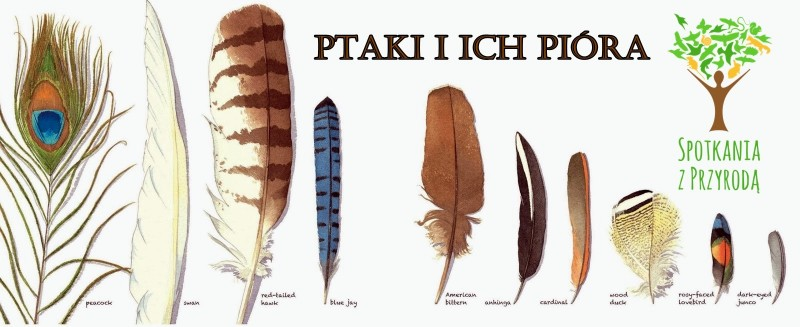 PTAKI I ICH PIÓRA
SPOTKANIA
Z PRZYRODĄ
peacock
swan
red-tailed
hawk
blue jay
American
bittern
anhinga
cardinal
wood
duck
rosy-faced
lovebird
dark-eyed
junco